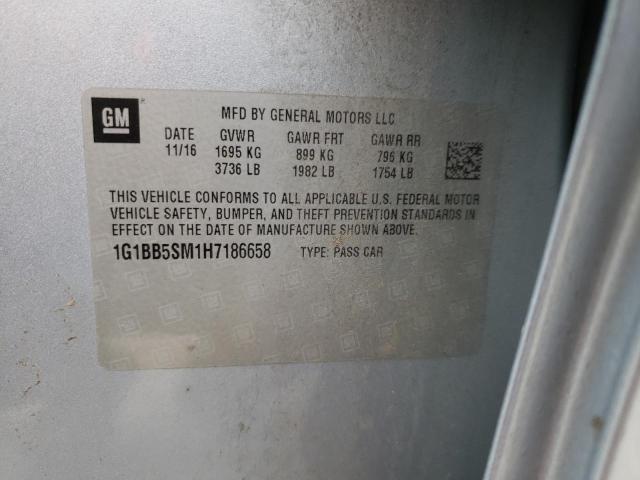 GM
MFD BY GENERAL MOTORS LLC
DATE GVWR GAWR FRT GAWR RR
11/16 1695 KG 899 KG 796 KG
3736 LB 1982 LB 1754 LB
THIS VEHICLE CONFORMS TO ALL APPLICABLE U.S. FEDERAL MOTOR
VEHICLE SAFETY, BUMPER, AND THEFT PREVENTION STANDARDS IN
EFFECT ON THE DATE OF MANUFACTURE SHOWN ABOVE.
1G1BB5SM1H7186658 TYPE: PASS CAR